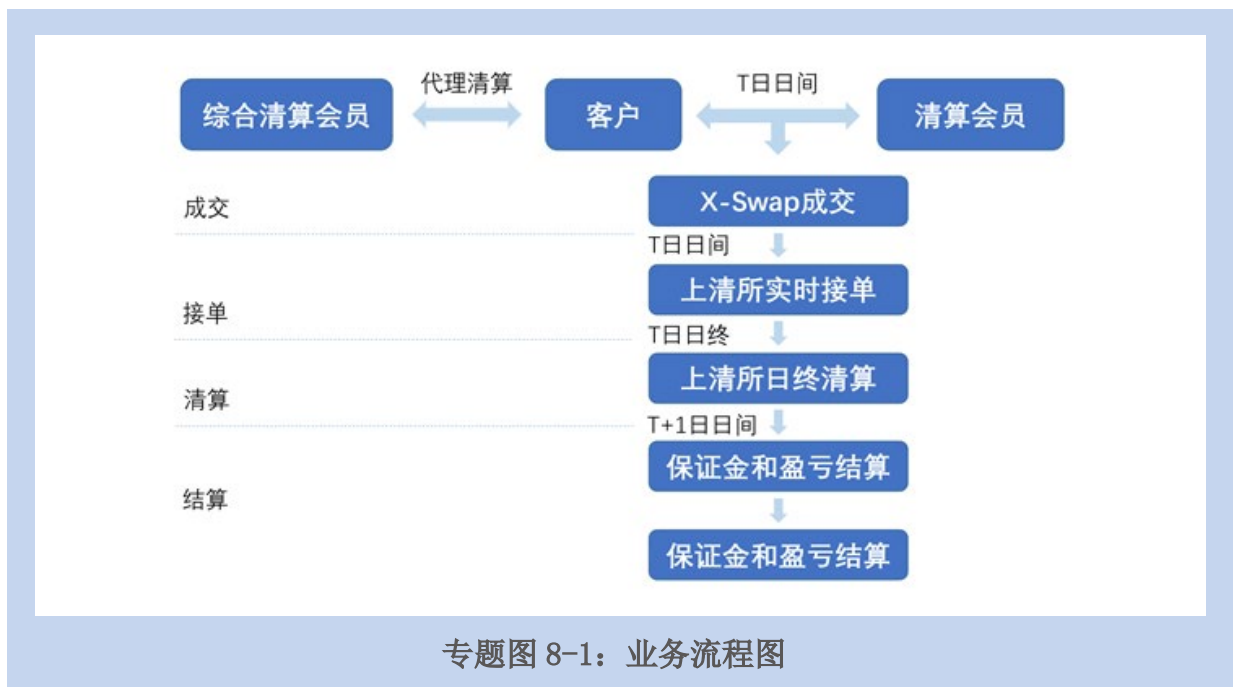 代理清算
T日日间
综合清算会员
客户
清算会员
成交
X-Swap成交
T日日间
上清所实时接单
接单
T日日终
上清所日终清算
清算
T+1日日间
保证金和盈亏结算
结算
保证金和盈亏结算
专题图 8-1：业务流程图